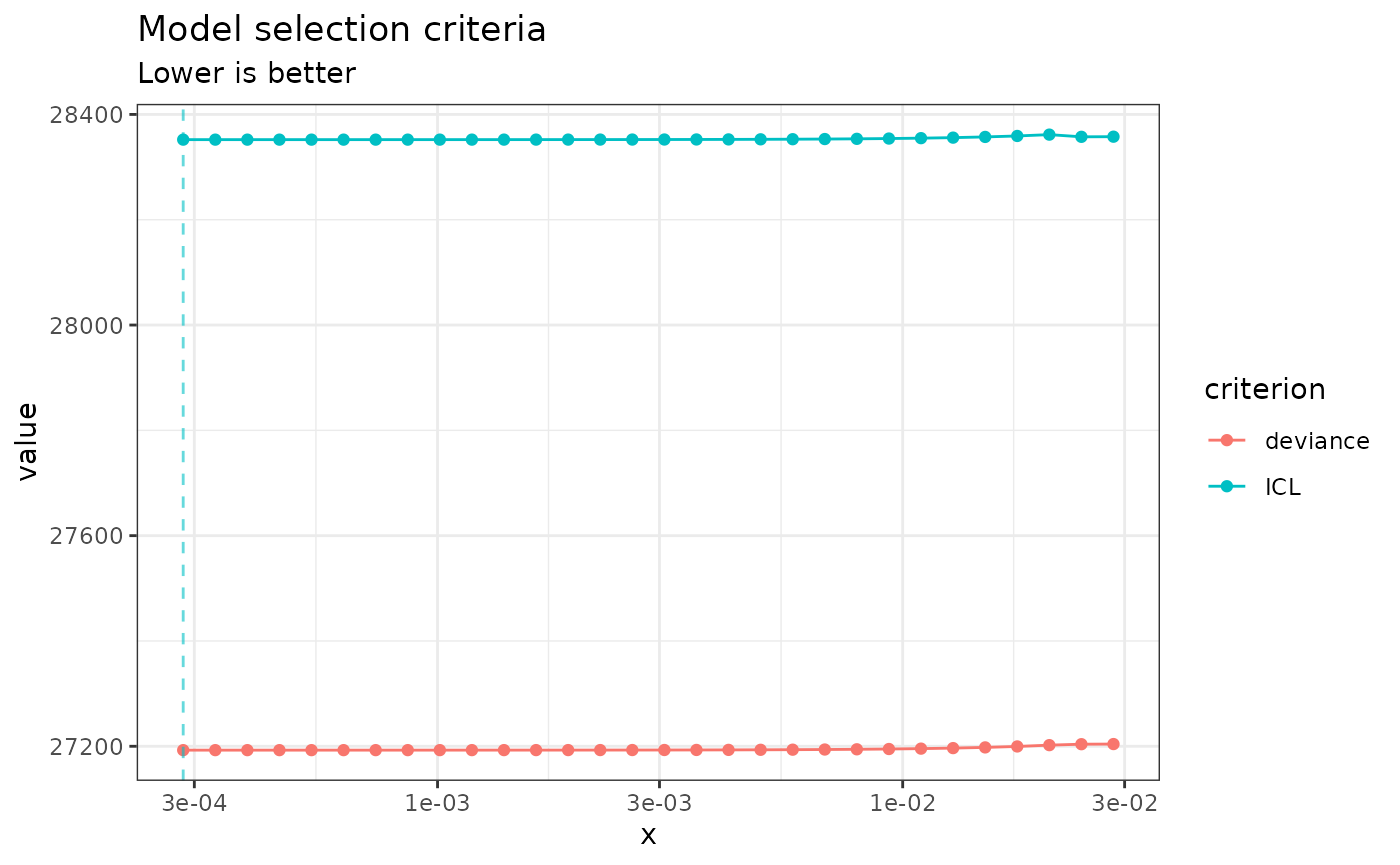 Model selection criteria
Lower is better
28400
28000
27600
27200
value
3e-04
1e-03
3e-03
1e-02
3e-02
x
criterion
deviance
ICL